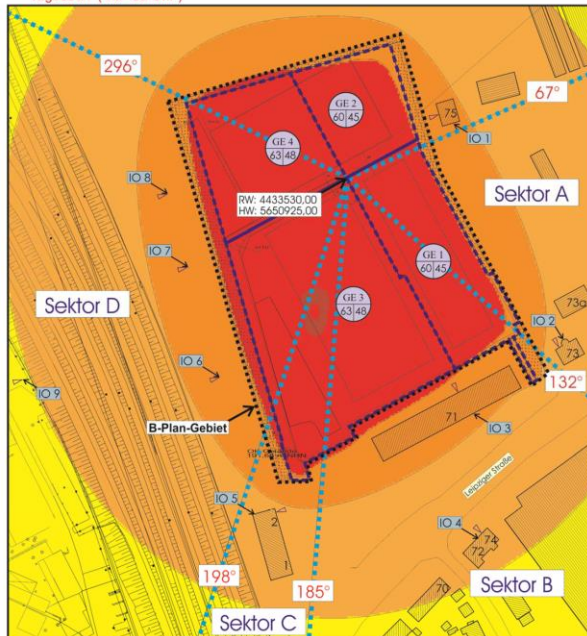 296°
GE 2
60 45
67°
75
GE 4
63 48
IO 1
IO 8
RW: 4433530,00
HW: 5650925,00
Sektor A
IO 7
GE 1
60 45
GE 3
63 48
Sektor D
73a
IO 2
73
IO 6
IO 9
132°
B-Plan-Gebiet
71
IO 3
Leipziger Straße
IO 5
2
IO 4
74
72
1
198°
185°
70
Sektor B
Sektor C